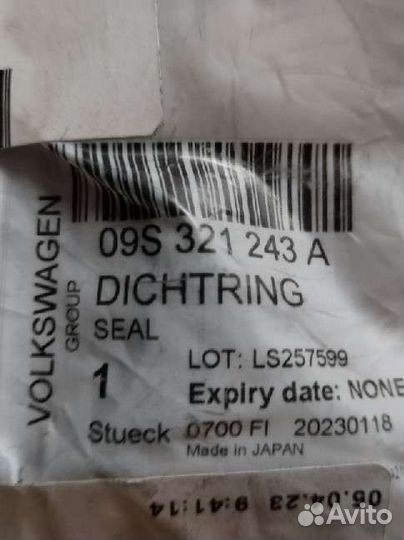 VOLKSWAGEN
GROUP
09S 321 243 A
DICHTRING
SEAL
LOT: LS257599
1
Expiry date: NONE
Stueck 0700 FI 20230118
Made in JAPAN
05.04.23 9:41:14
Avito